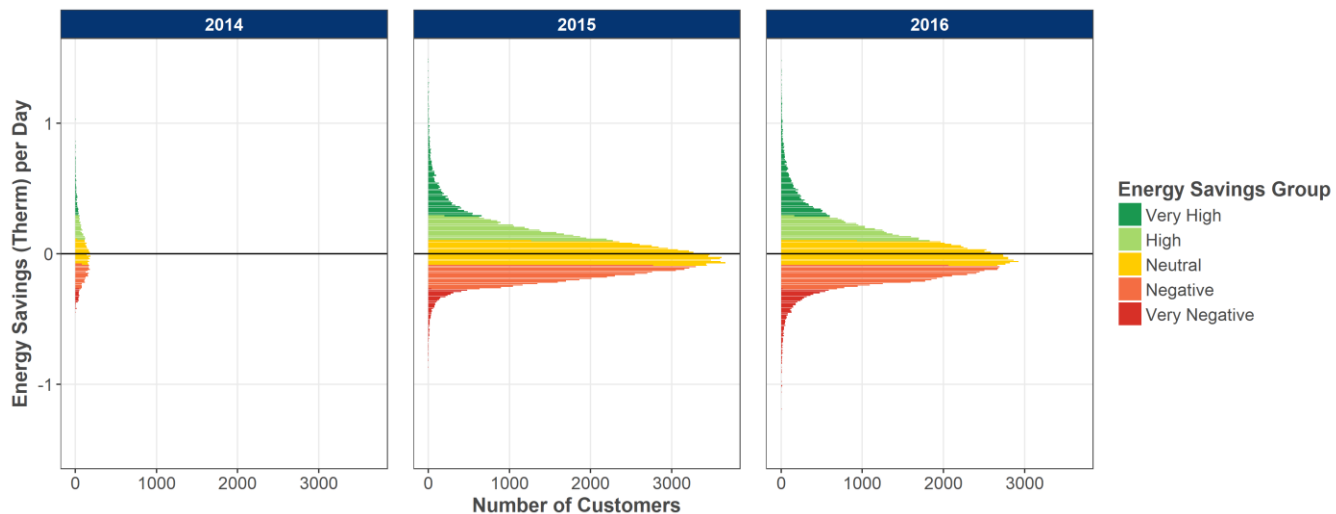 2014
2015
2016
Energy Savings (Therm) per Day
1
0
-1
0 1000 2000 3000
0 1000 2000 3000
0 1000 2000 3000
Number of Customers
Energy Savings Group
Very High
High
Neutral
Negative
Very Negative